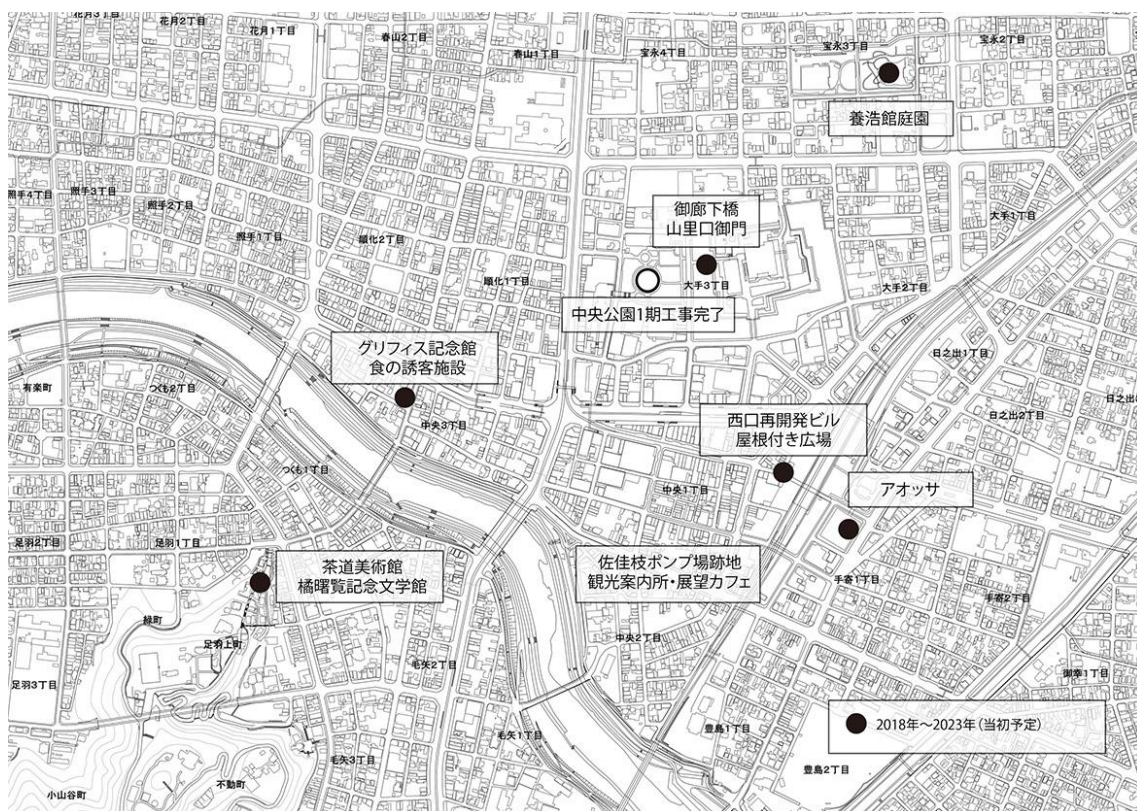 花月3丁目
花月2丁目
花月1丁目
春山2丁目
春山1丁目
宝永4丁目
宝永3丁目
宝永2丁目
養浩館庭園
照手4丁目
照手3丁目
照手2丁目
照手1丁目
順化2丁目
順化1丁目
御廊下橋
山里口御門
大手3丁目
大手1丁目
大手2丁目
中央公園1期工事完了
グリフィス記念館
食の誘客施設
中央3丁目
有楽町
つくも2丁目
つくも1丁目
日之出1丁目
日之出2丁目
西口再開発ビル
屋根付き広場
中央1丁目
アオッサ
足羽2丁目
足羽1丁目
茶道美術館
橘曙覧記念文学館
佐佳枝ポンプ場跡地
観光案内所・展望カフェ
手寄1丁目
手寄2丁目
緑町
足羽上町
足羽3丁目
毛矢2丁目
中央2丁目
御幸1丁目
豊島1丁目
毛矢1丁目
毛矢3丁目
不動町
小山谷町
豊島2丁目
2018年〜2023年（当初予定）